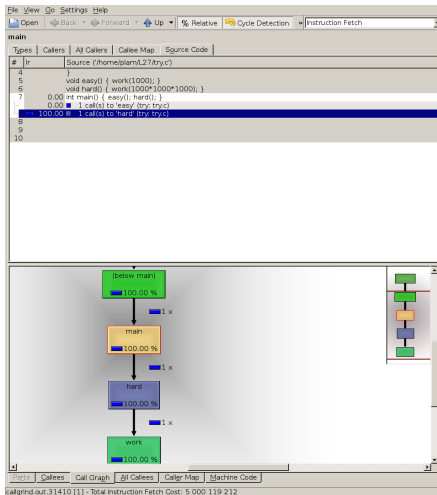 File View Go Settings Help
Open Back Forward Up % Relative Cycle Detection » Instruction Fetch
main
Types Callers All Callers Callee Map Source Code
# Ir Source ('/home/plam/L27/try.c')
4 }
5 void easy() { work(1000); }
6 void hard() { work(1000*1000*1000); }
7 0.00 int main() { easy(); hard(); }
0.00 1 call(s) to 'easy' (try: try.c)
100.00 1 call(s) to 'hard' (try: try.c)
8
9
10
(below main)
100.00 %
1 x
main
100.00 %
1 x
hard
100.00 %
1 x
work
100.00 %
Parts Callees Call Graph All Callees Caller Map Machine Code
callgrind.out.31410 [1] - Total Instruction Fetch Cost: 5 000 119 212